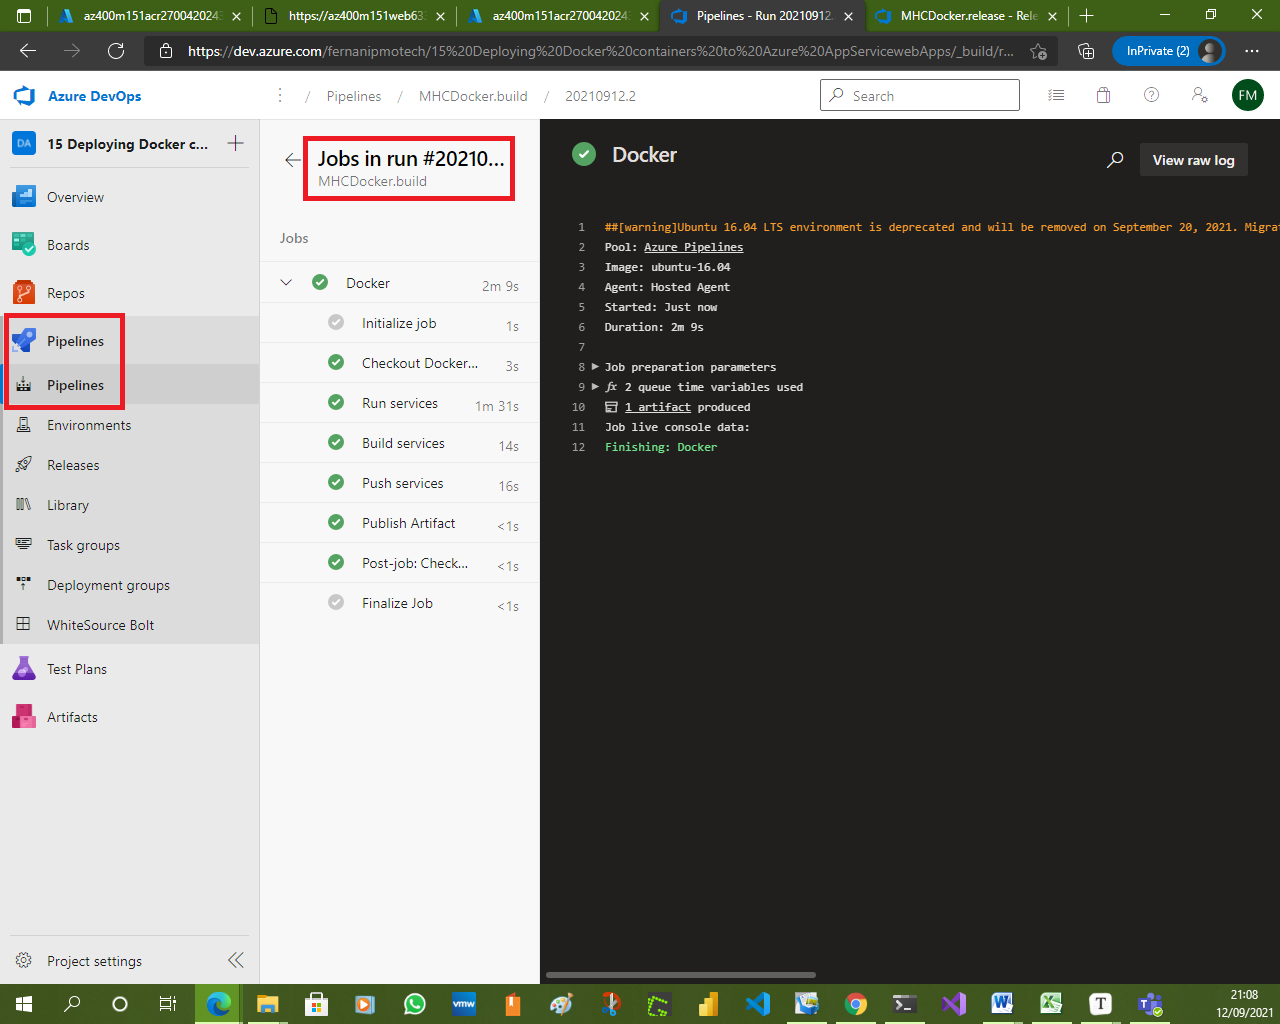 az400m151acr270042024
https://az400m151web63
az400m151acr270042024
Pipelines - Run 20210912.
MHCDocker.release - Rele
https://dev.azure.com/fernanipmotech/15%20Deploying%20Docker%20containers%20to%20Azure%20AppServicewebApps/_build/r...
InPrivate (2)
Azure DevOps
/ Pipelines / MHCDocker.build / 20210912.2
Search
FM
DA
15 Deploying Docker c...
Overview
Boards
Repos
Pipelines
Pipelines
Environments
Releases
Library
Task groups
Deployment groups
WhiteSource Bolt
Test Plans
Artifacts
Project settings
Jobs in run #20210...
MHCDocker.build
Jobs
Docker 2m 9s
Initialize job 1s
Checkout Docker... 3s
Run services 1m 31s
Build services 14s
Push services 16s
Publish Artifact <1s
Post-job: Check... <1s
Finalize Job <1s
Docker
View raw log
1 ##[warning]Ubuntu 16.04 LTS environment is deprecated and will be removed on September 20, 2021. Migrat
2 Pool: Azure Pipelines
3 Image: ubuntu-16.04
4 Agent: Hosted Agent
5 Started: Just now
6 Duration: 2m 9s
7
8 Job preparation parameters
9 fx 2 queue time variables used
10 1 artifact produced
11 Job live console data:
12 Finishing: Docker
vmw
21:08
12/09/2021